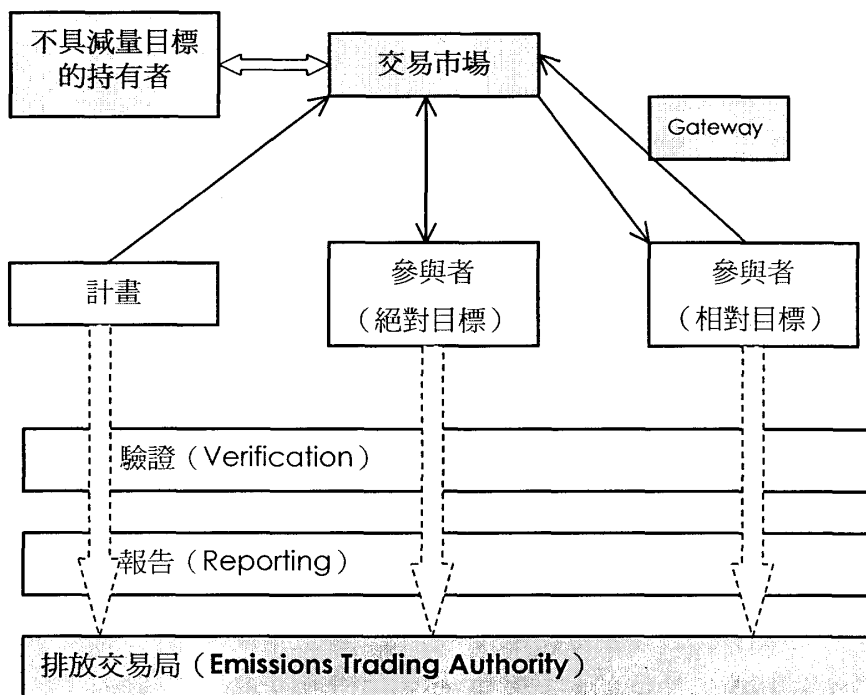 不具減量目標
的持有者
交易市場
Gateway
計畫
參與者
（絕對目標）
參與者
（相對目標）
驗證（Verification）
報告（Reporting）
排放交易局（Emissions Trading Authority）